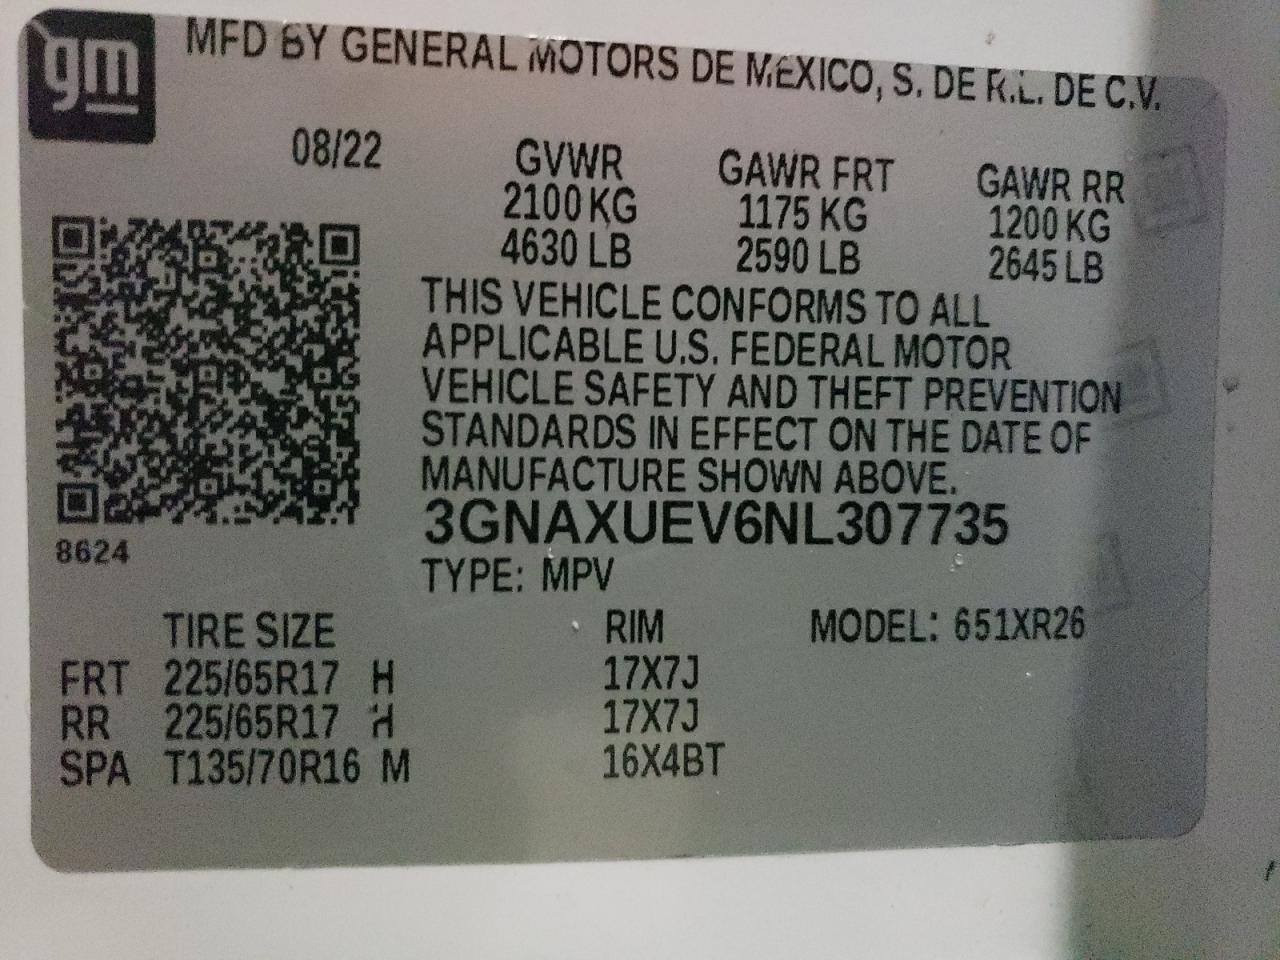 gm
MFD BY GENERAL MOTORS DE MEXICO, S. DE R.L. DE C.V.
08/22
GVWR GAWR FRT GAWR RR
2100 KG 1175 KG 1200 KG
4630 LB 2590 LB 2645 LB
THIS VEHICLE CONFORMS TO ALL
APPLICABLE U.S. FEDERAL MOTOR
VEHICLE SAFETY AND THEFT PREVENTION
STANDARDS IN EFFECT ON THE DATE OF
MANUFACTURE SHOWN ABOVE.
3GNAXUEV6NL307735
8624
TYPE: MPV
TIRE SIZE RIM MODEL: 651XR26
FRT 225/65R17 H 17X7J
RR 225/65R17 H 17X7J
SPA T135/70R16 M 16X4BT